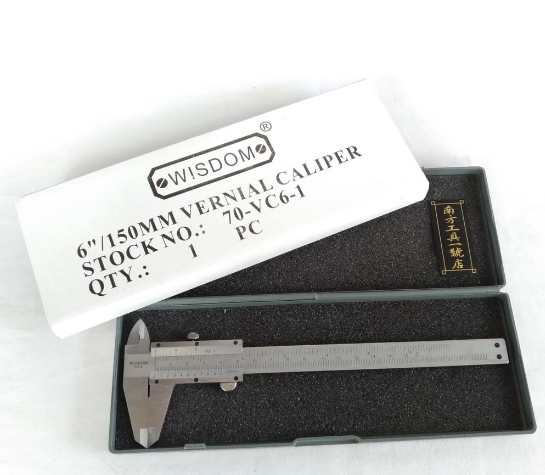 W!SDOM®
6"/150MM VERNIAL CALIPER
STOCK NO.: 70-VC6-1
QTY.: 1 PC
南方工具一號店